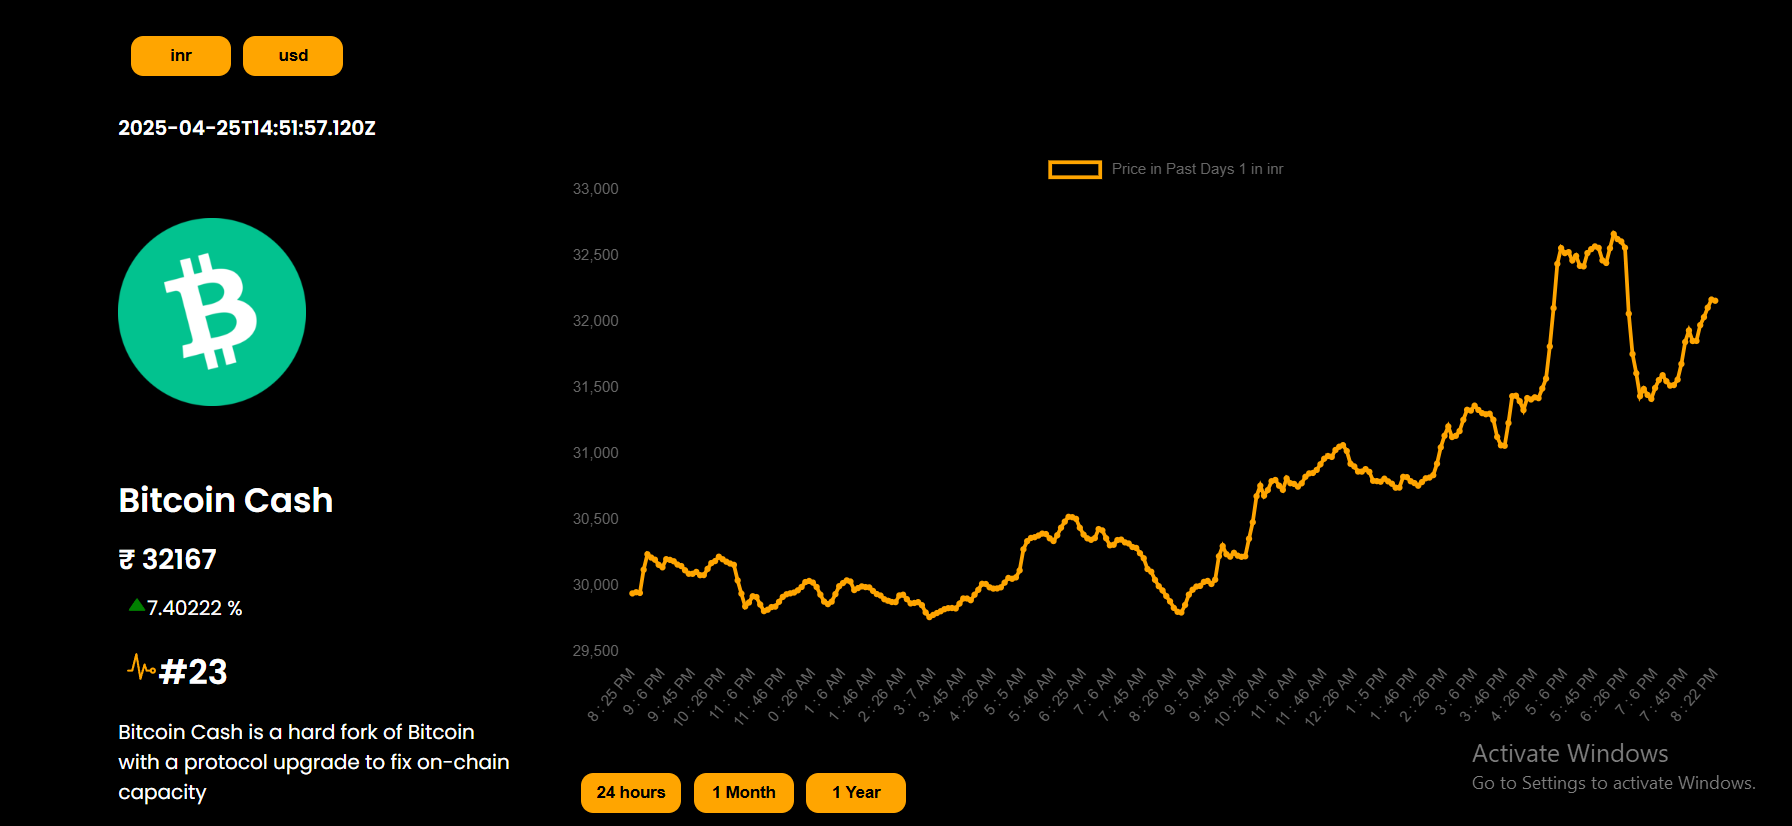 inr
usd
2025-04-25T14:51:57.120Z
Bitcoin Cash
₹ 32167
7.40222 %
#23
Bitcoin Cash is a hard fork of Bitcoin
with a protocol upgrade to fix on-chain
capacity
Price in Past Days 1 in inr
33,000
32,500
32,000
31,500
31,000
30,500
30,000
29,500
8 : 25 PM
9 : 6 PM
9 : 45 PM
10 : 26 PM
11 : 6 PM
11 : 46 PM
0 : 26 AM
1 : 6 AM
1 : 46 AM
2 : 26 AM
3 : 7 AM
3 : 45 AM
4 : 26 AM
5 : 5 AM
5 : 46 AM
6 : 25 AM
7 : 6 AM
7 : 45 AM
8 : 26 AM
9 : 5 AM
9 : 45 AM
10 : 26 AM
11 : 6 AM
11 : 46 AM
12 : 26 AM
1 : 5 PM
1 : 46 PM
2 : 26 PM
3 : 6 PM
3 : 46 PM
4 : 26 PM
5 : 6 PM
5 : 45 PM
6 : 26 PM
7 : 6 PM
7 : 45 PM
8 : 22 PM
24 hours
1 Month
1 Year
Activate Windows
Go to Settings to activate Windows.